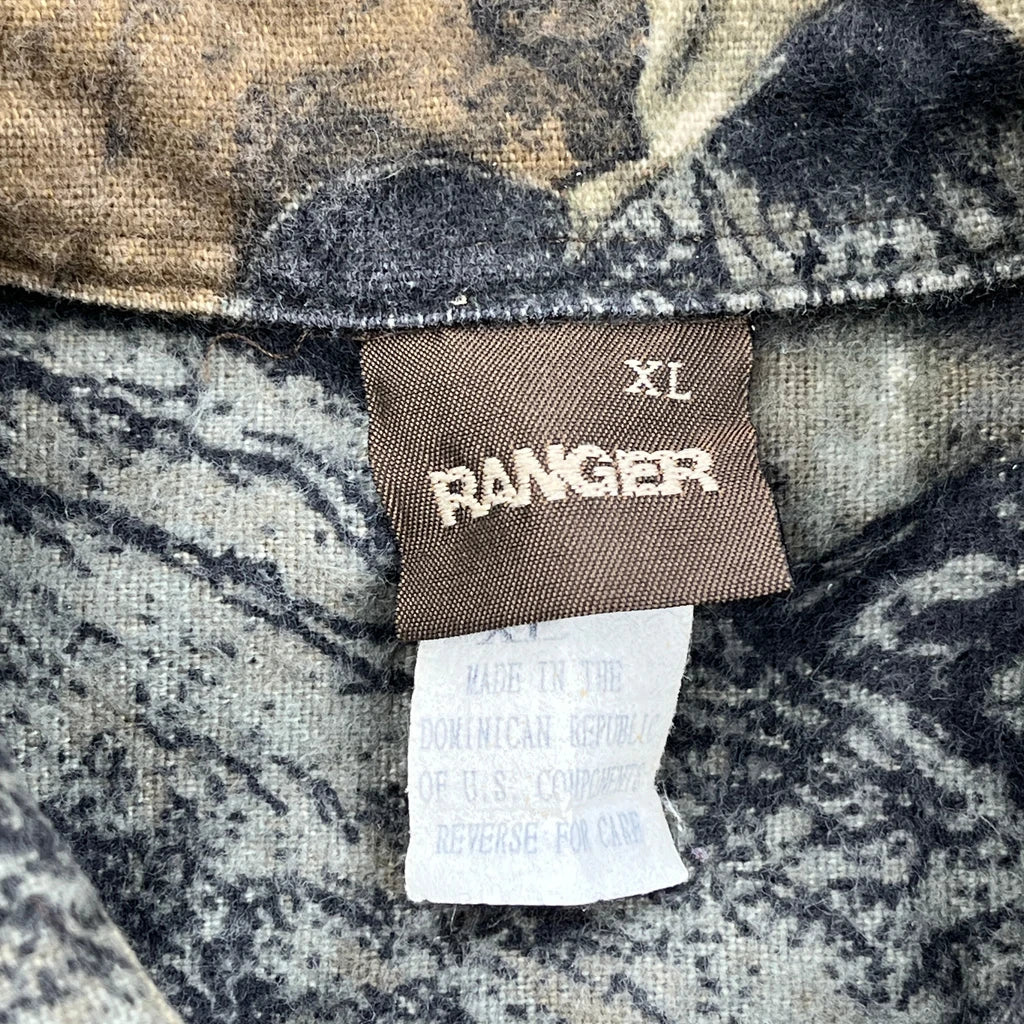 XL
RANGER
XL
MADE IN THE
DOMINICAN REPUBLIC
OF U.S. COMPONENTS
REVERSE FOR CARE